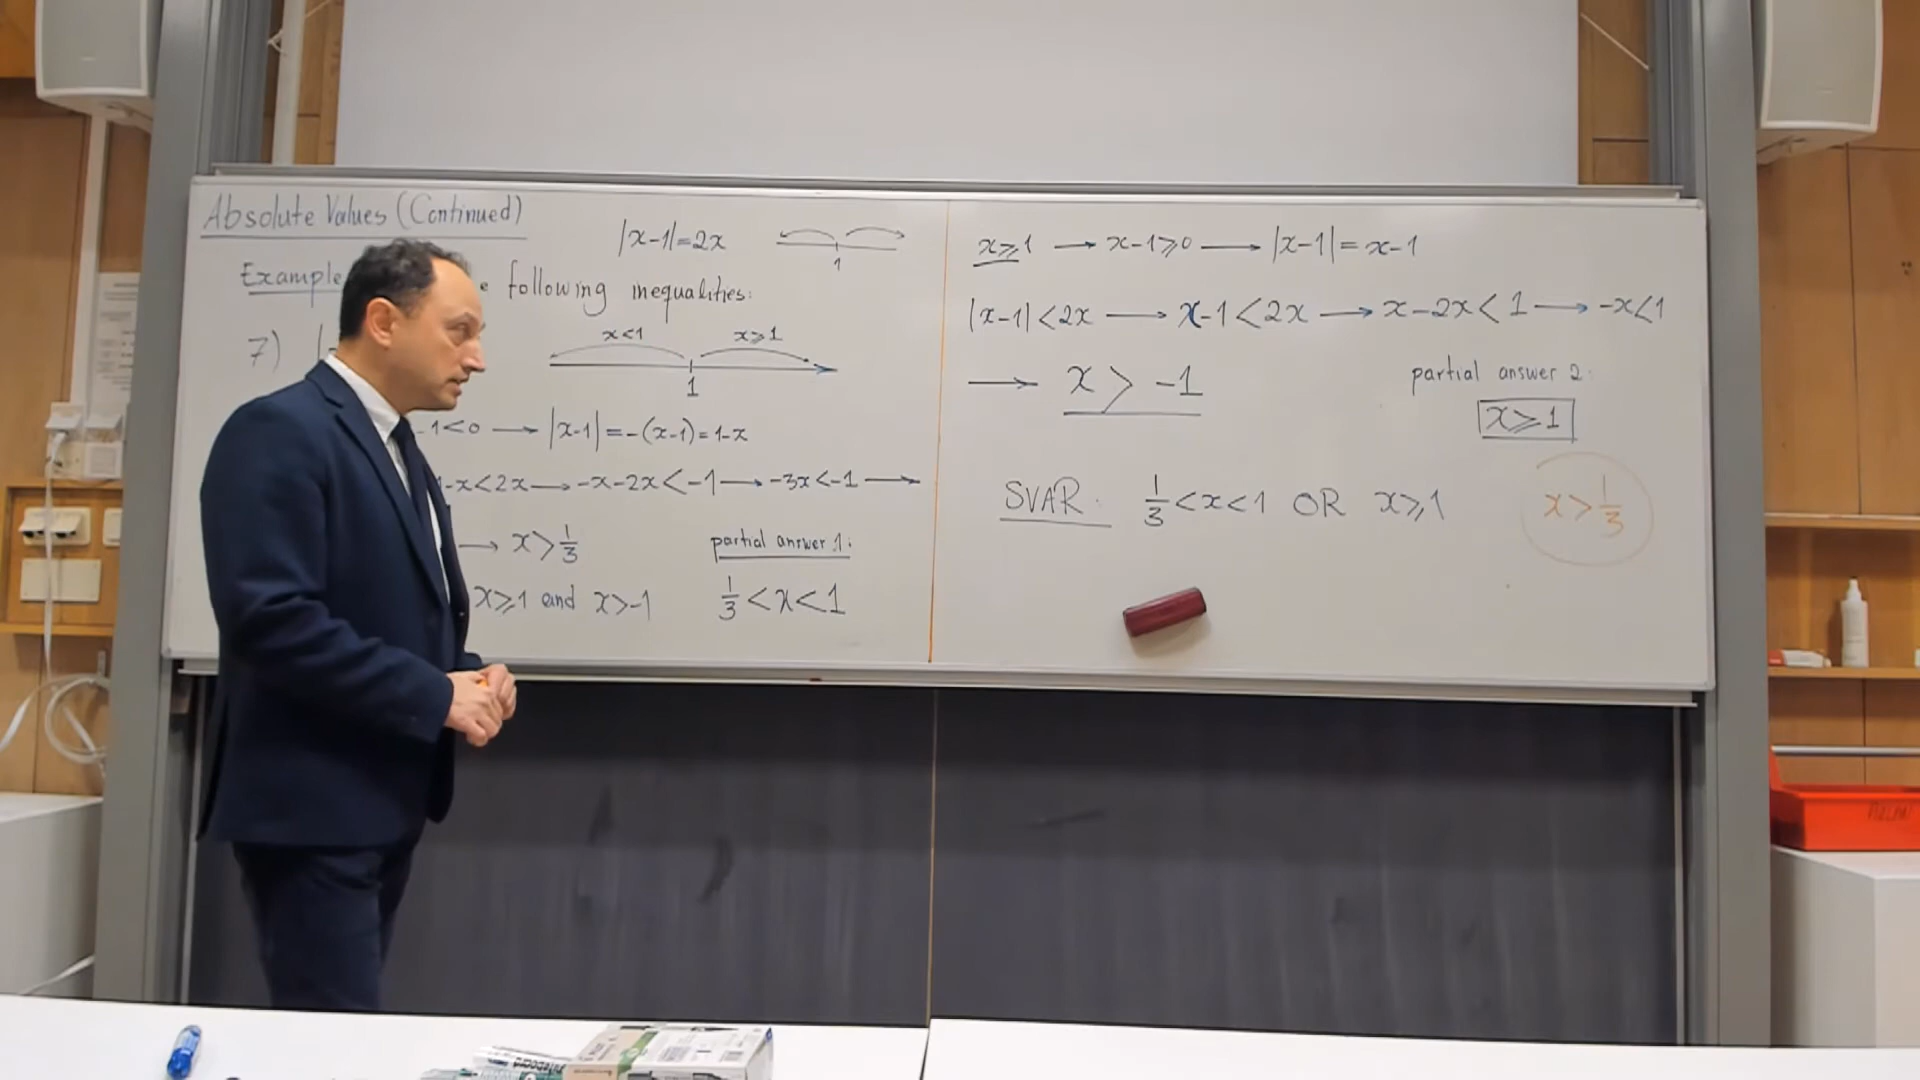 Absolute Values (Continued)
|x-1|=2x
1
Example following inequalities:
7)
x<1 x⩾1
1
-1<0 → |x-1|=-(x-1)=1-x
1-x<2x → -x-2x<-1 → -3x<-1 →
→ x>1/3
partial answer 1:
x⩾1 and x>-1
1/3<x<1
x⩾1 → x-1⩾0 → |x-1|=x-1
|x-1|<2x → x-1<2x → x-2x<1 → -x<1
→ x>-1
partial answer 2:
x⩾1
SVAR: 1/3<x<1 OR x⩾1
x>1/3